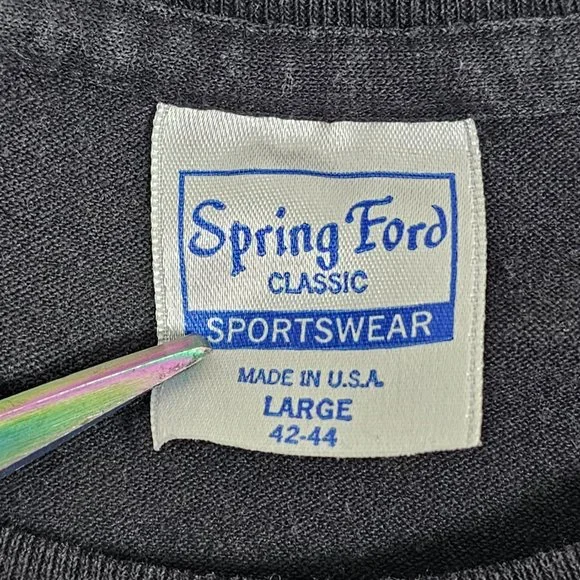 Spring Ford
CLASSIC
SPORTSWEAR
MADE IN U.S.A.
LARGE
42-44